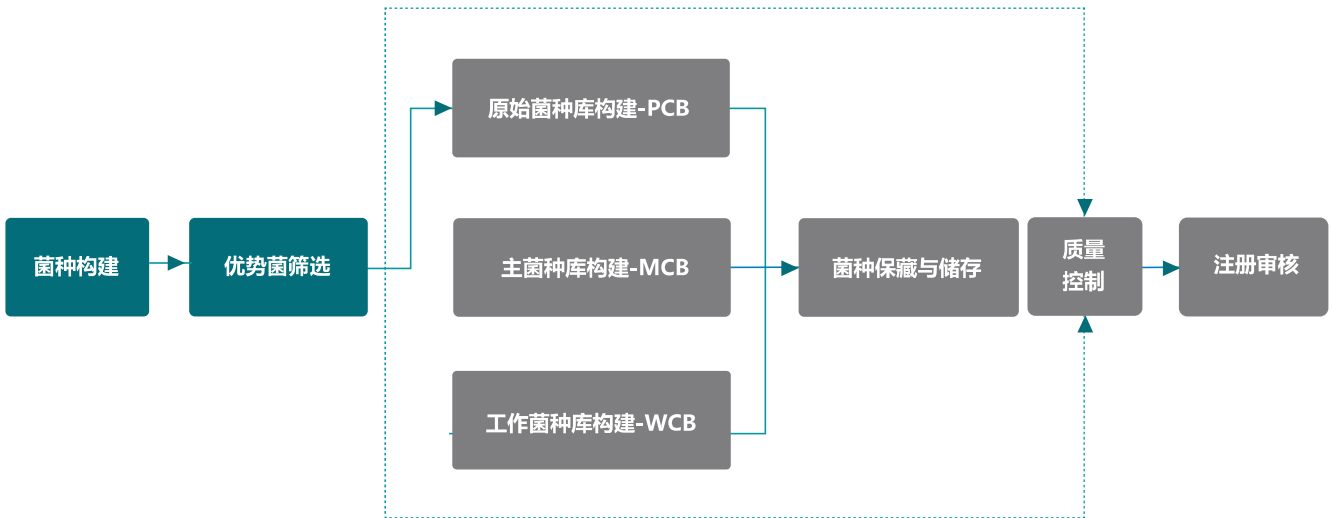 菌种构建
优势菌筛选
原始菌种库构建-PCB
主菌种库构建-MCB
工作菌种库构建-WCB
菌种保藏与储存
质量
控制
注册审核